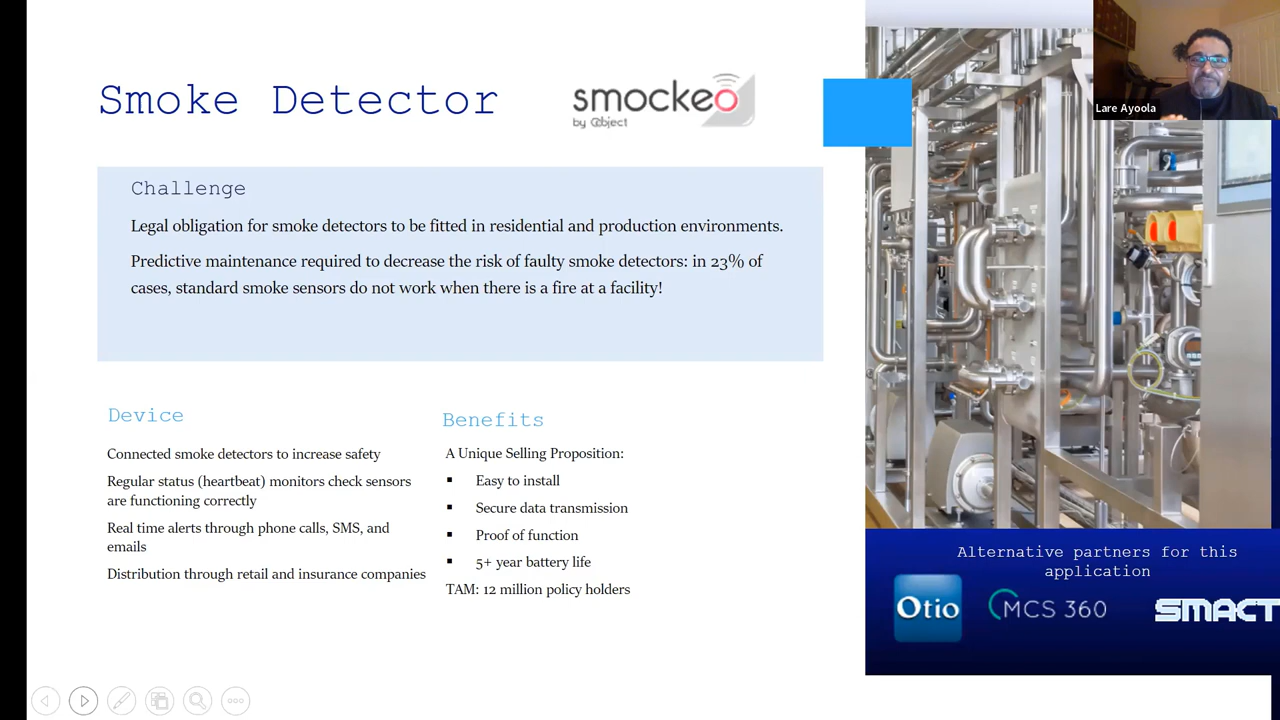 Smoke Detector
smockeo
by Object
Lare Ayoola
Challenge
Legal obligation for smoke detectors to be fitted in residential and production environments.
Predictive maintenance required to decrease the risk of faulty smoke detectors: in 23% of
cases, standard smoke sensors do not work when there is a fire at a facility!
Device
Connected smoke detectors to increase safety
Regular status (heartbeat) monitors check sensors
are functioning correctly
Real time alerts through phone calls, SMS, and
emails
Distribution through retail and insurance companies
Benefits
A Unique Selling Proposition:
▪ Easy to install
▪ Secure data transmission
▪ Proof of function
▪ 5+ year battery life
TAM: 12 million policy holders
Alternative partners for this
application
Otio
MCS 360
SMACT